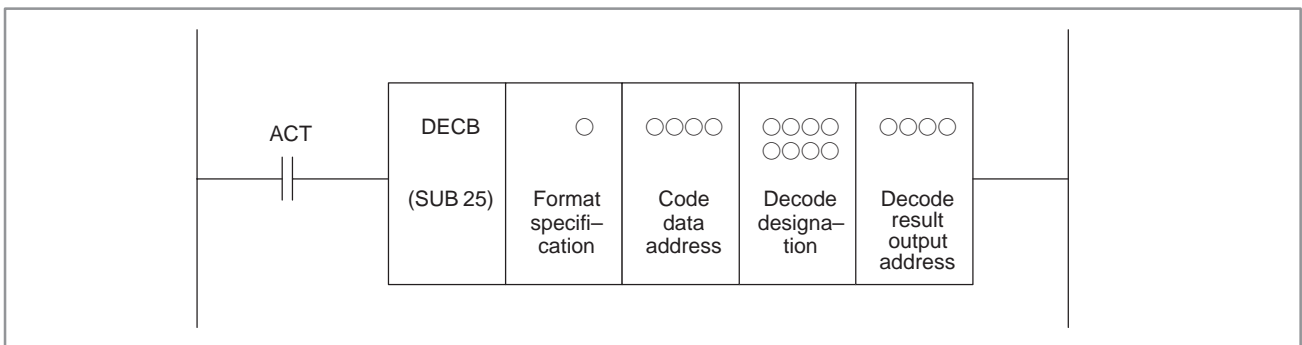 ACT
DECB
(SUB 25)
○
Format
specifi–
cation
○○○○
Code
data
address
○○○○
○○○○
Decode
designa–
tion
○○○○
Decode
result
output
address